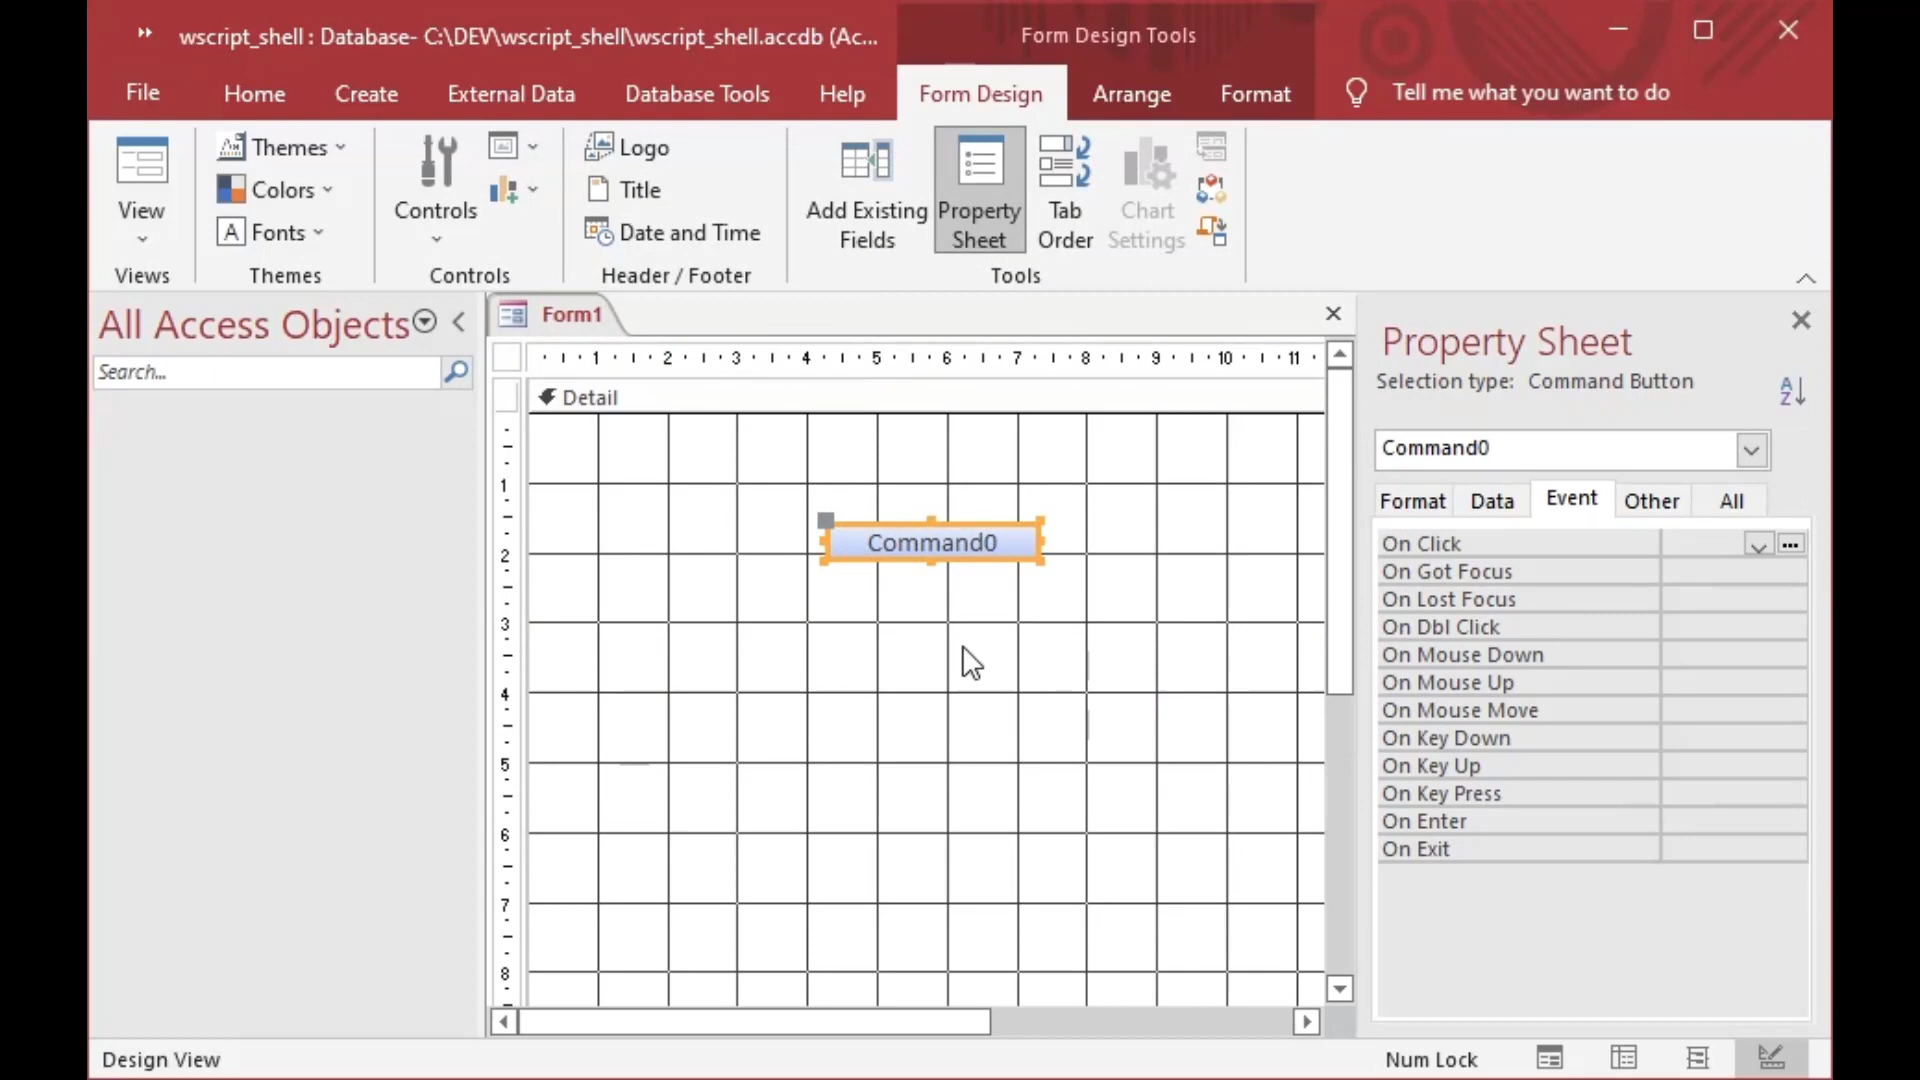 wscript_shell : Database- C:\DEV\wscript_shell\wscript_shell.accdb (Ac...
Form Design Tools
File Home Create External Data Database Tools Help Form Design Arrange Format Tell me what you want to do
View
Views
Themes
Colors
Fonts
Themes
Controls
Controls
Logo
Title
Date and Time
Header / Footer
Add Existing Fields
Property Sheet
Tab Order
Chart Settings
Tools
All Access Objects
Search...
Form1
1 2 3 4 5 6 7 8 9 10 11
Detail
1
2
3
4
5
6
7
8
Command0
Property Sheet
Selection type: Command Button
Command0
Format Data Event Other All
On Click
On Got Focus
On Lost Focus
On Dbl Click
On Mouse Down
On Mouse Up
On Mouse Move
On Key Down
On Key Up
On Key Press
On Enter
On Exit
Design View
Num Lock